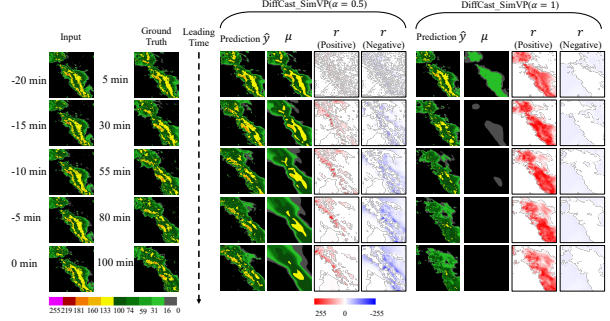 DiffCast_SimVP(α = 0.5)
DiffCast_SimVP(α = 1)
Input
Ground Truth
Leading Time
Prediction ŷ
μ
r (Positive)
r (Negative)
Prediction ŷ
μ
r (Positive)
r (Negative)
-20 min
5 min
-15 min
30 min
-10 min
55 min
-5 min
80 min
0 min
100 min
255 219 181 160 133 100 74 59 31 16 0
255 0 -255